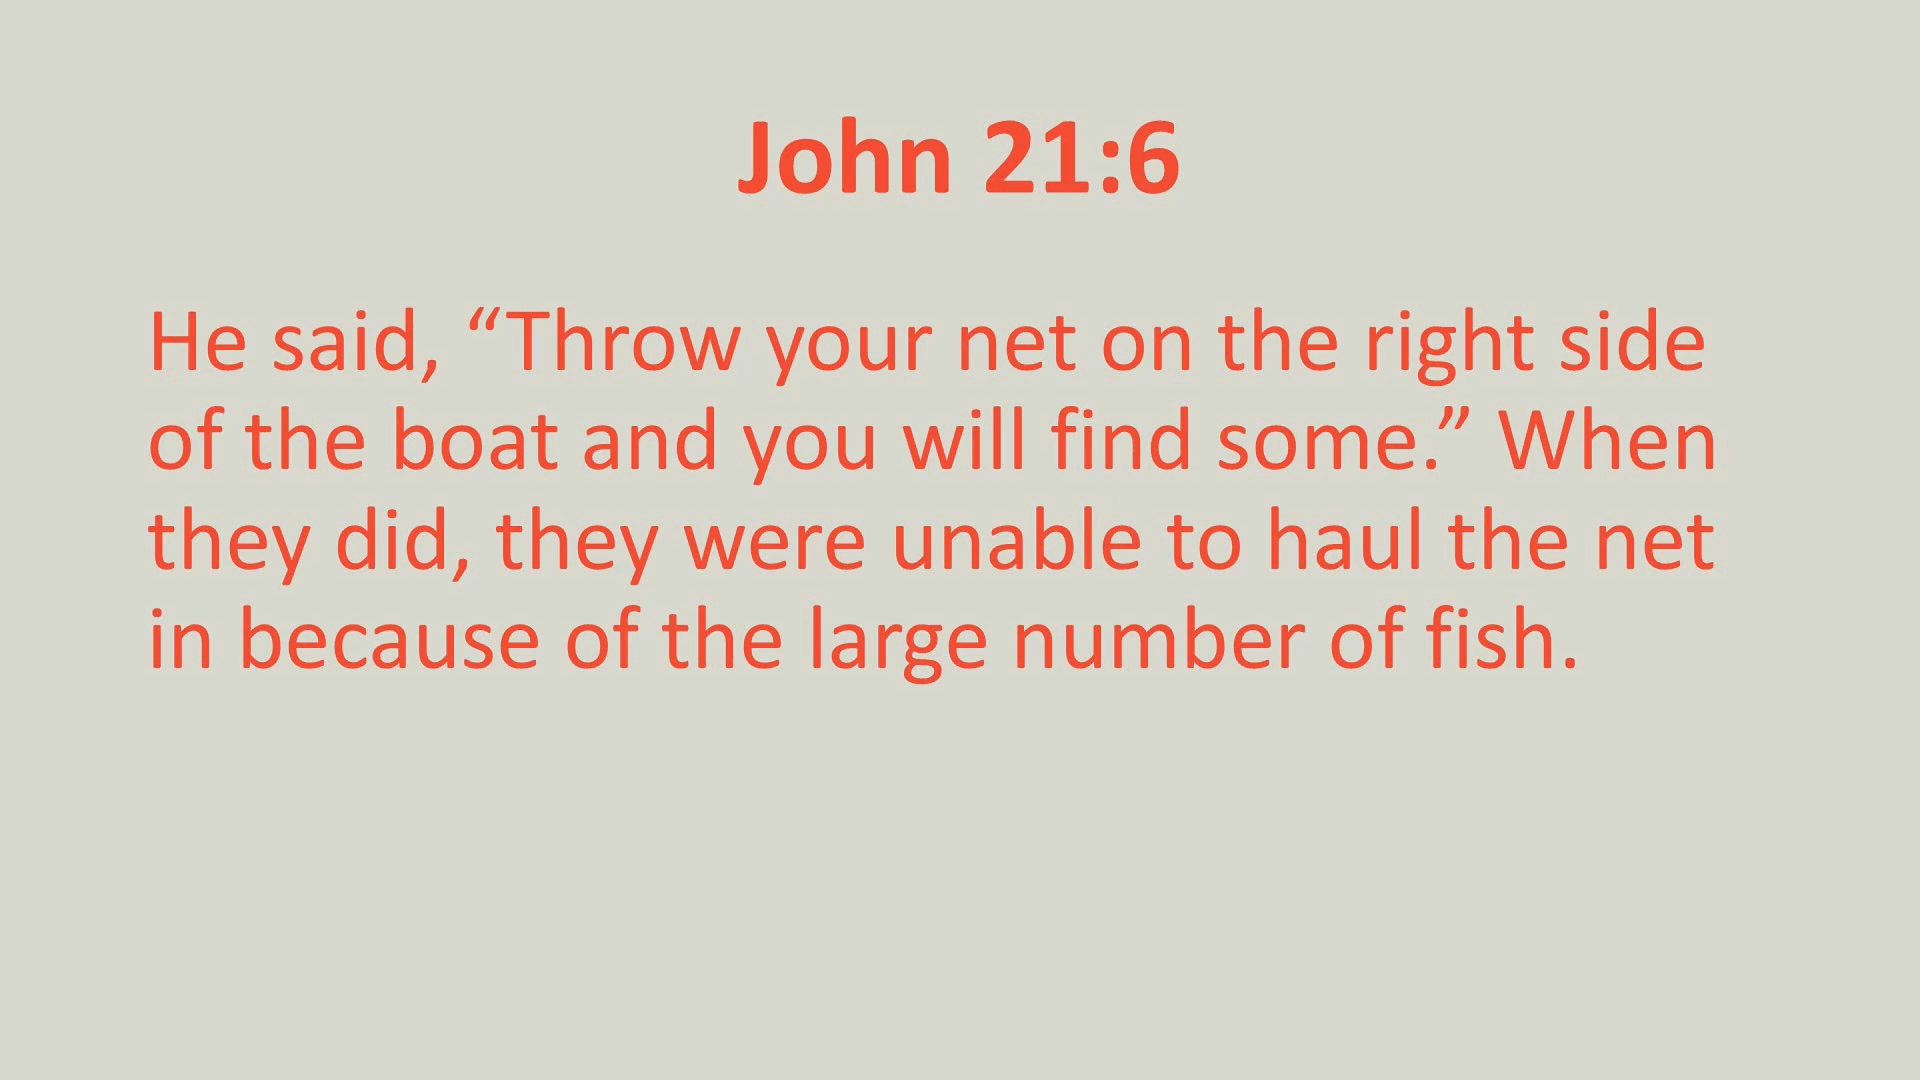 John 21:6
He said, “Throw your net on the right side
of the boat and you will find some.” When
they did, they were unable to haul the net
in because of the large number of fish.